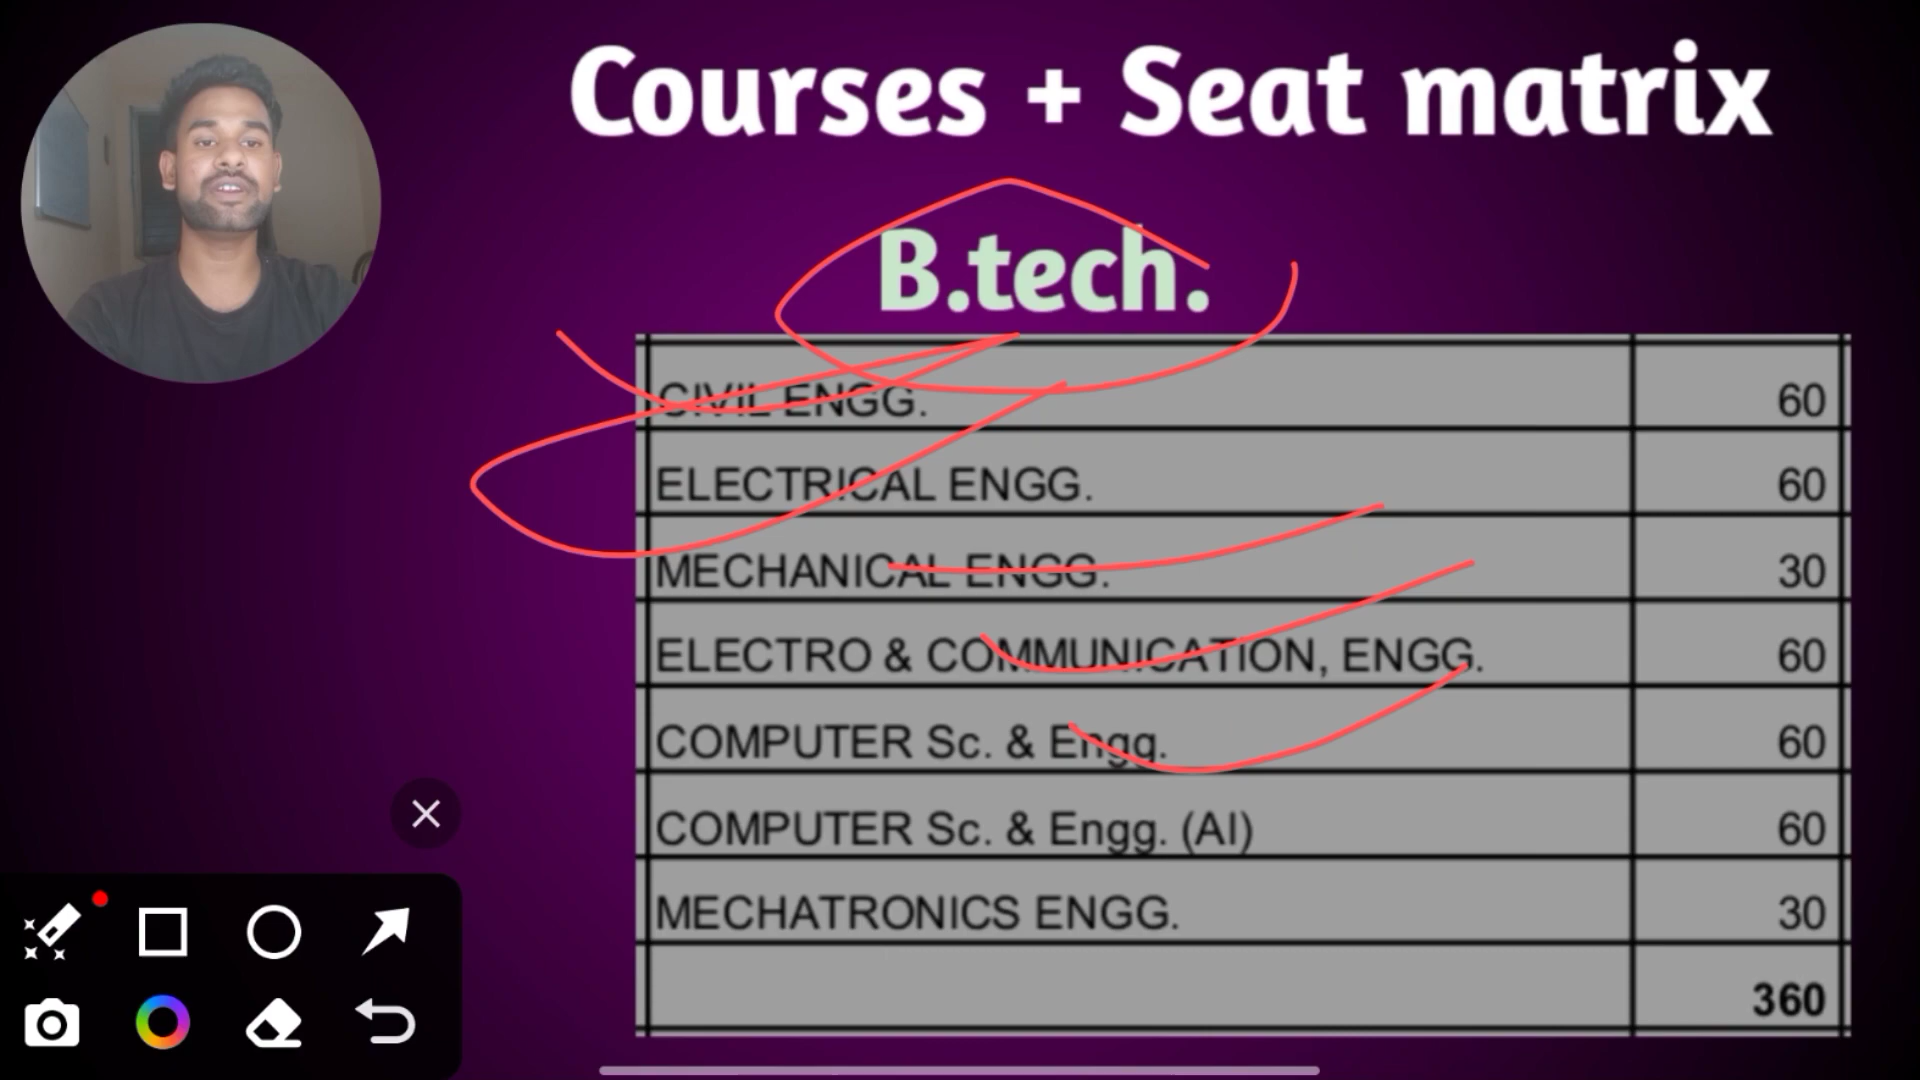 Courses + Seat matrix
B.tech.
CIVIL ENGG. 60
ELECTRICAL ENGG. 60
MECHANICAL ENGG. 30
ELECTRO & COMMUNICATION, ENGG. 60
COMPUTER Sc. & Engg. 60
COMPUTER Sc. & Engg. (AI) 60
MECHATRONICS ENGG. 30
360